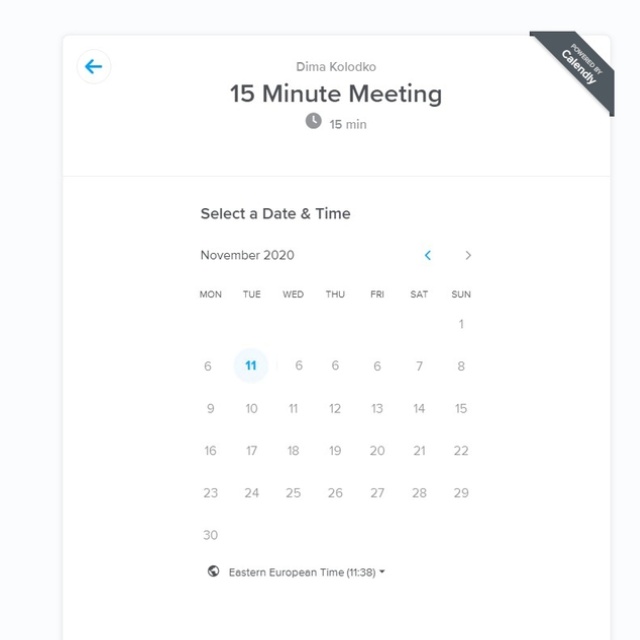 POWERED BY
Calendly
Dima Kolodko
15 Minute Meeting
15 min
Select a Date & Time
November 2020
MON TUE WED THU FRI SAT SUN
1
6 11 6 6 6 7 8
9 10 11 12 13 14 15
16 17 18 19 20 21 22
23 24 25 26 27 28 29
30
Eastern European Time (11:38)